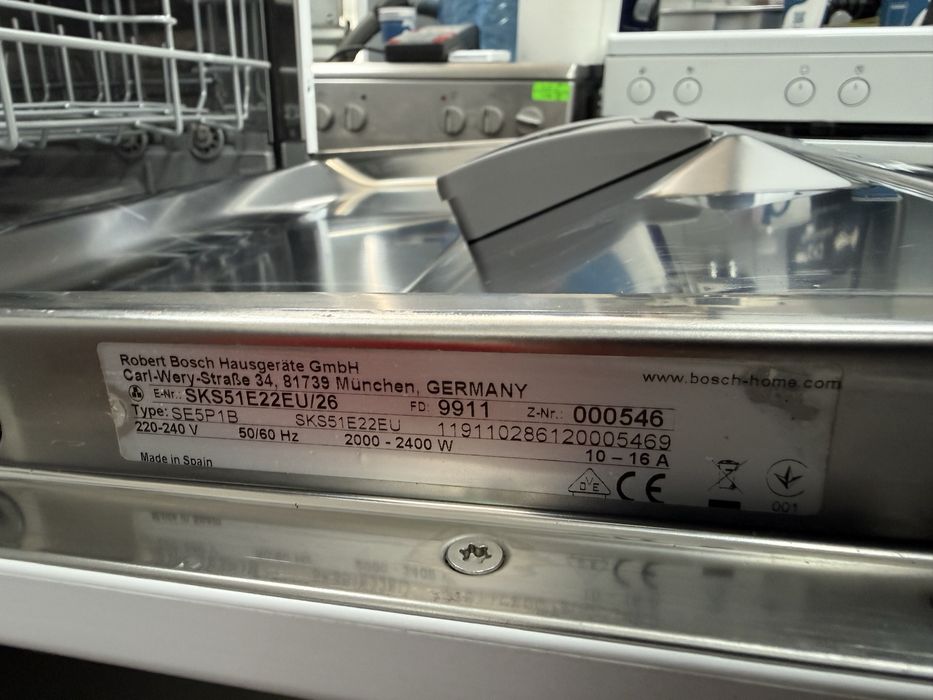 Robert Bosch Hausgeräte GmbH
Carl-Wery-Straße 34, 81739 München, GERMANY
www.bosch-home.com
E-Nr.: SKS51E22EU/26 FD: 9911 Z-Nr.: 000546
Type: SE5P1B SKS51E22EU 119110286120005469
220-240 V 50/60 Hz 2000 - 2400 W 10 – 16 A
Made in Spain
DVE CE
001